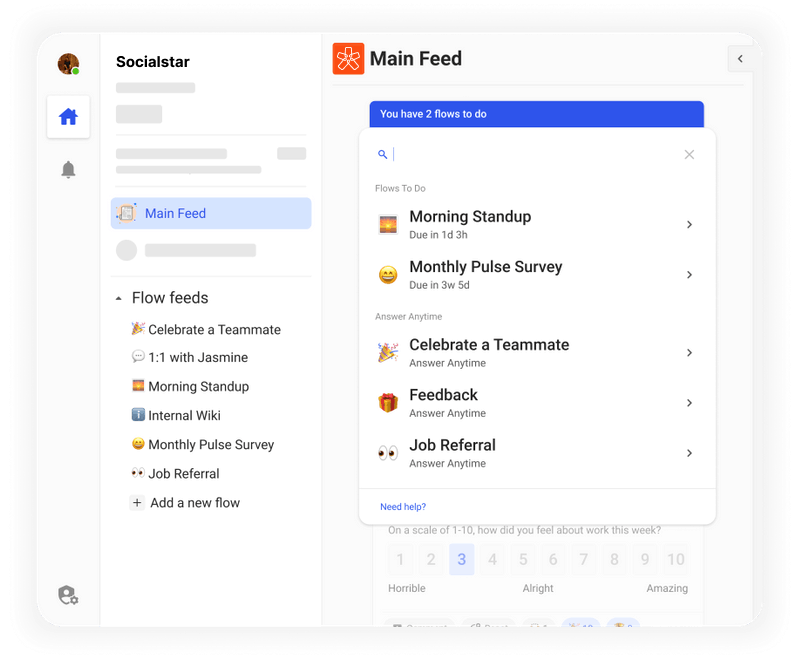 Socialstar
Main Feed
Flow feeds
Celebrate a Teammate
1:1 with Jasmine
Morning Standup
Internal Wiki
Monthly Pulse Survey
Job Referral
Add a new flow
Main Feed
You have 2 flows to do
Flows To Do
Morning Standup
Due in 1d 3h
Monthly Pulse Survey
Due in 3w 5d
Answer Anytime
Celebrate a Teammate
Answer Anytime
Feedback
Answer Anytime
Job Referral
Answer Anytime
Need help?
On a scale of 1-10, how did you feel about work this week?
1 2 3 4 5 6 7 8 9 10
Horrible Alright Amazing